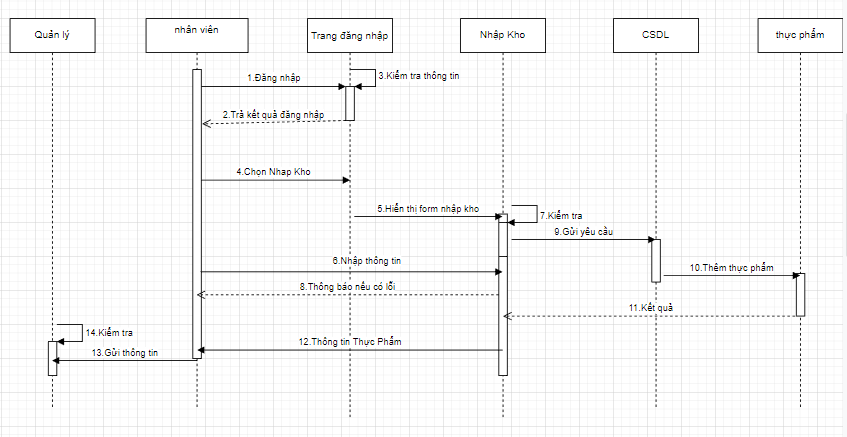 Quản lý
nhân viên
Trang đăng nhập
Nhập Kho
CSDL
thực phẩm
1.Đăng nhập
3.Kiểm tra thông tin
2.Trả kết quả đăng nhập
4.Chọn Nhap Kho
5.Hiển thị form nhập kho
7.Kiểm tra
9.Gửi yêu cầu
6.Nhập thông tin
10.Thêm thực phẩm
8.Thông báo nếu có lỗi
11.Kết quả
14.Kiểm tra
12.Thông tin Thực Phẩm
13.Gửi thông tin